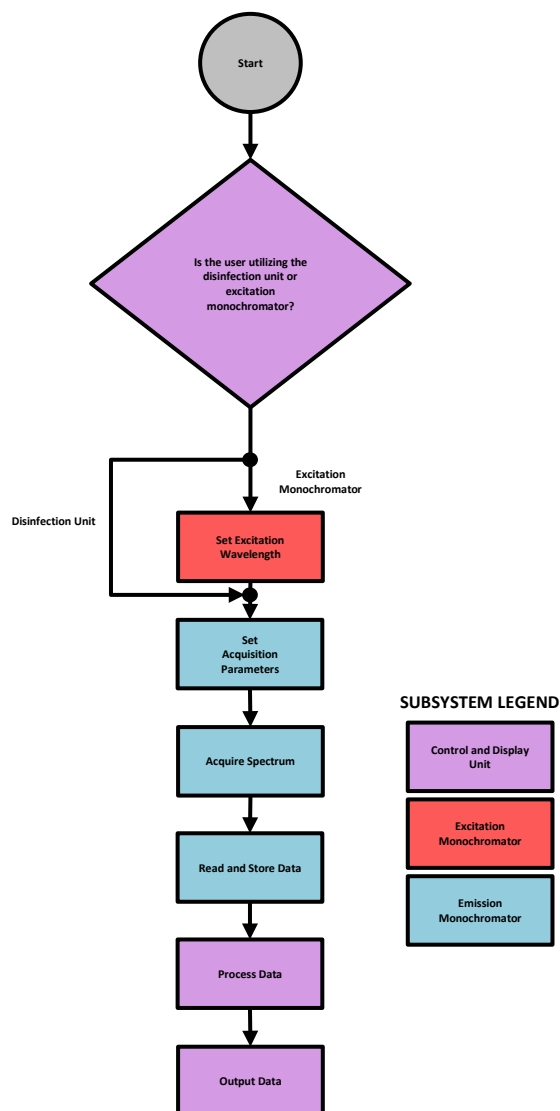 Start
Is the user utilizing the
disinfection unit or
excitation
monochromator?
Excitation
Monochromator
Disinfection Unit
Set Excitation
Wavelength
Set
Acquisition
Parameters
Acquire Spectrum
Read and Store Data
Process Data
Output Data
SUBSYSTEM LEGEND
Control and Display
Unit
Excitation
Monochromator
Emission
Monochromator